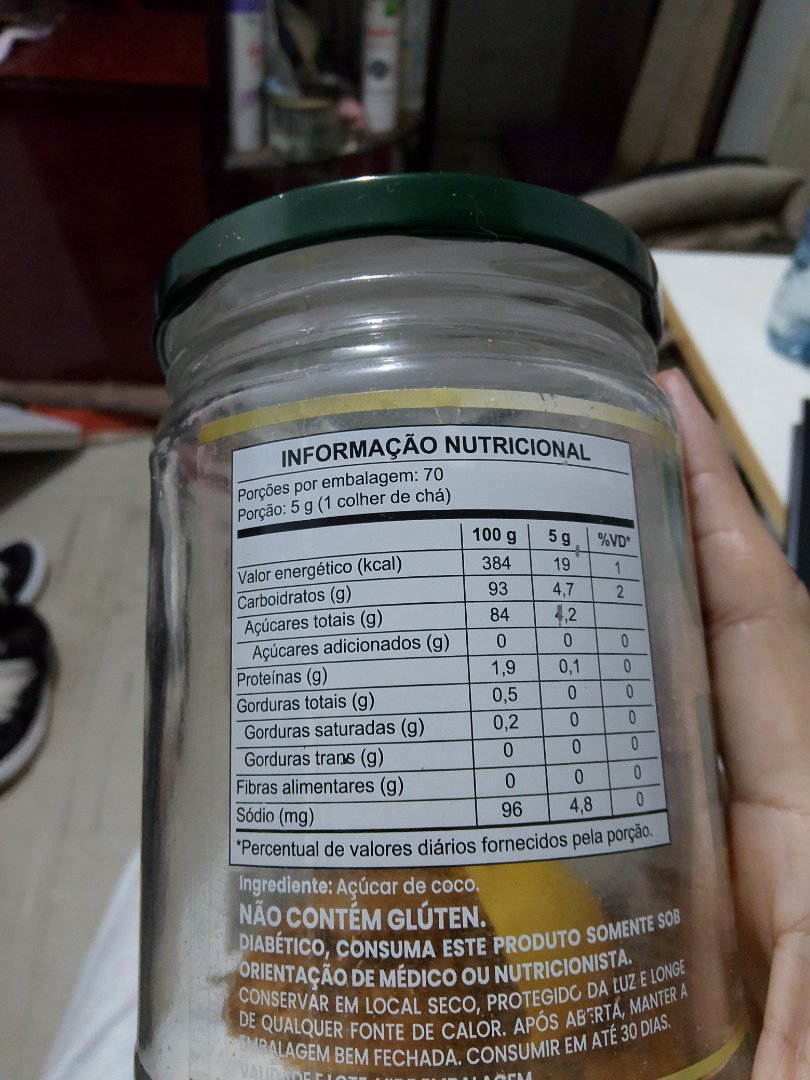 INFORMAÇÃO NUTRICIONAL
Porções por embalagem: 70
Porção: 5 g (1 colher de chá)
100 g 5 g %VD*
Valor energético (kcal) 384 19 1
Carboidratos (g) 93 4,7 2
Açúcares totais (g) 84 4,2
Açúcares adicionados (g) 0 0 0
Proteínas (g) 1,9 0,1 0
Gorduras totais (g) 0,5 0 0
Gorduras saturadas (g) 0,2 0 0
Gorduras trans (g) 0 0 0
Fibras alimentares (g) 0 0 0
Sódio (mg) 96 4,8 0
*Percentual de valores diários fornecidos pela porção.
Ingrediente: Açúcar de coco.
NÃO CONTÉM GLÚTEN.
DIABÉTICO, CONSUMA ESTE PRODUTO SOMENTE SOB
ORIENTAÇÃO DE MÉDICO OU NUTRICIONISTA.
CONSERVAR EM LOCAL SECO, PROTEGIDO DA LUZ E LONGE
DE QUALQUER FONTE DE CALOR. APÓS ABERTA, MANTER A
EMBALAGEM BEM FECHADA. CONSUMIR EM ATÉ 30 DIAS.